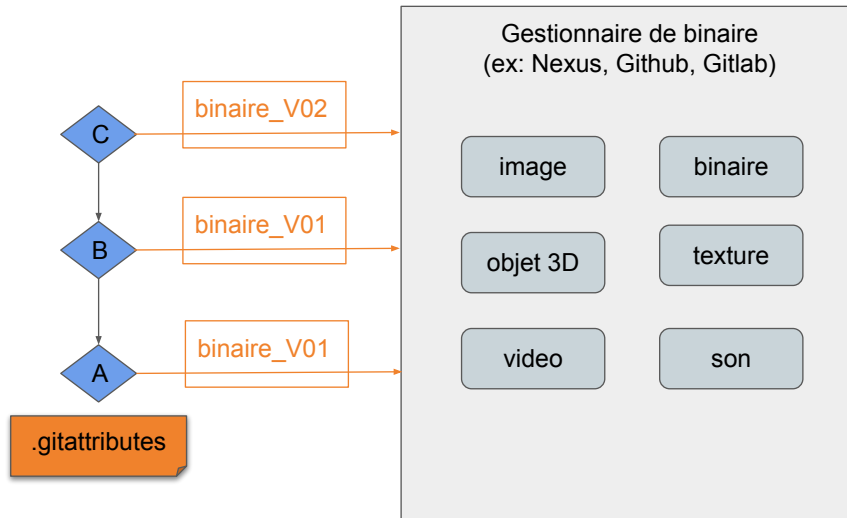 Gestionnaire de binaire
(ex: Nexus, Github, Gitlab)
binaire_V02
C
image
binaire
binaire_V01
B
objet 3D
texture
binaire_V01
A
video
son
.gitattributes